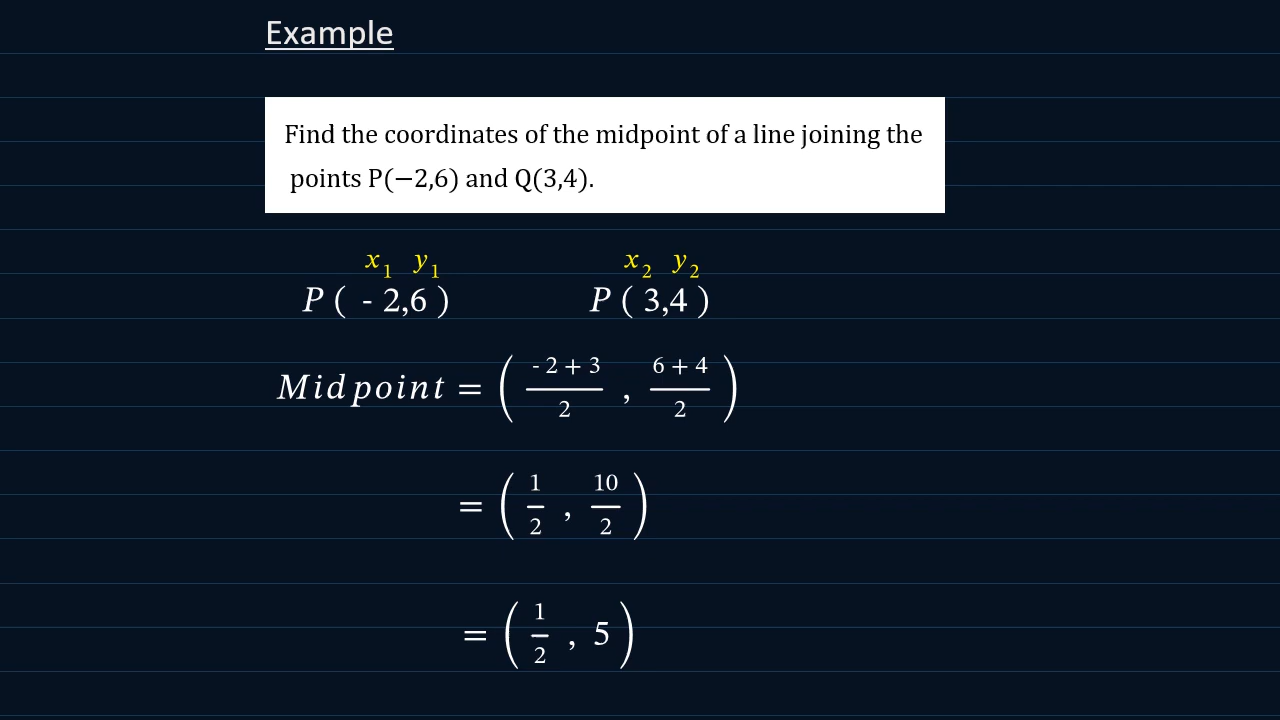 Example
Find the coordinates of the midpoint of a line joining the
points P(−2,6) and Q(3,4).
x₁ y₁ x₂ y₂
P ( - 2,6 ) P ( 3,4 )
Midpoint = ( (- 2 + 3)/2 , (6 + 4)/2 )
= ( 1/2 , 10/2 )
= ( 1/2 , 5 )